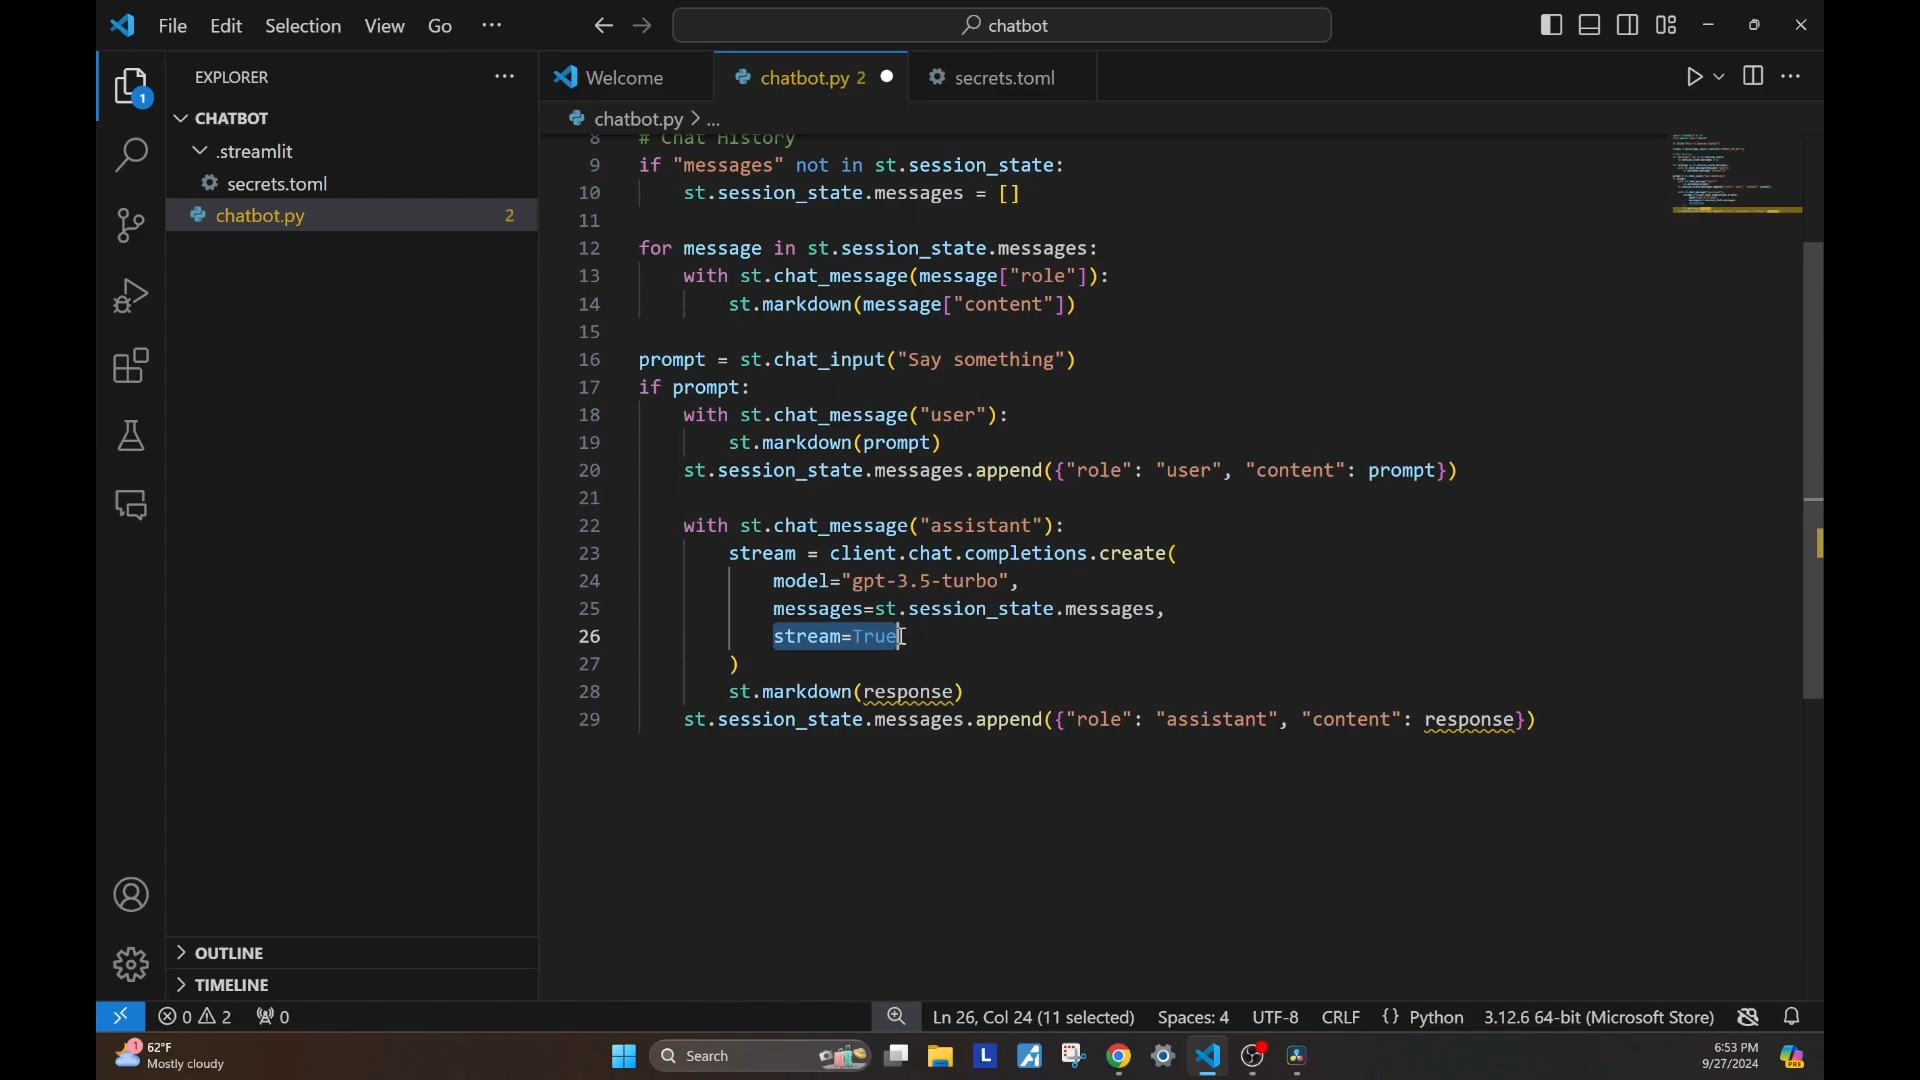 File Edit Selection View Go ··· chatbot
EXPLORER ···
CHATBOT
.streamlit
secrets.toml
chatbot.py 2
OUTLINE
TIMELINE
1
Welcome chatbot.py 2 secrets.toml
chatbot.py > ...
8 # Chat History
9 if "messages" not in st.session_state:
10 st.session_state.messages = []
11
12 for message in st.session_state.messages:
13 with st.chat_message(message["role"]):
14 st.markdown(message["content"])
15
16 prompt = st.chat_input("Say something")
17 if prompt:
18 with st.chat_message("user"):
19 st.markdown(prompt)
20 st.session_state.messages.append({"role": "user", "content": prompt})
21
22 with st.chat_message("assistant"):
23 stream = client.chat.completions.create(
24 model="gpt-3.5-turbo",
25 messages=st.session_state.messages,
26 stream=True
27 )
28 st.markdown(response)
29 st.session_state.messages.append({"role": "assistant", "content": response})
0 2 0 Ln 26, Col 24 (11 selected) Spaces: 4 UTF-8 CRLF {} Python 3.12.6 64-bit (Microsoft Store)
1 62°F
Mostly cloudy
Search
L
6:53 PM
9/27/2024
PRE